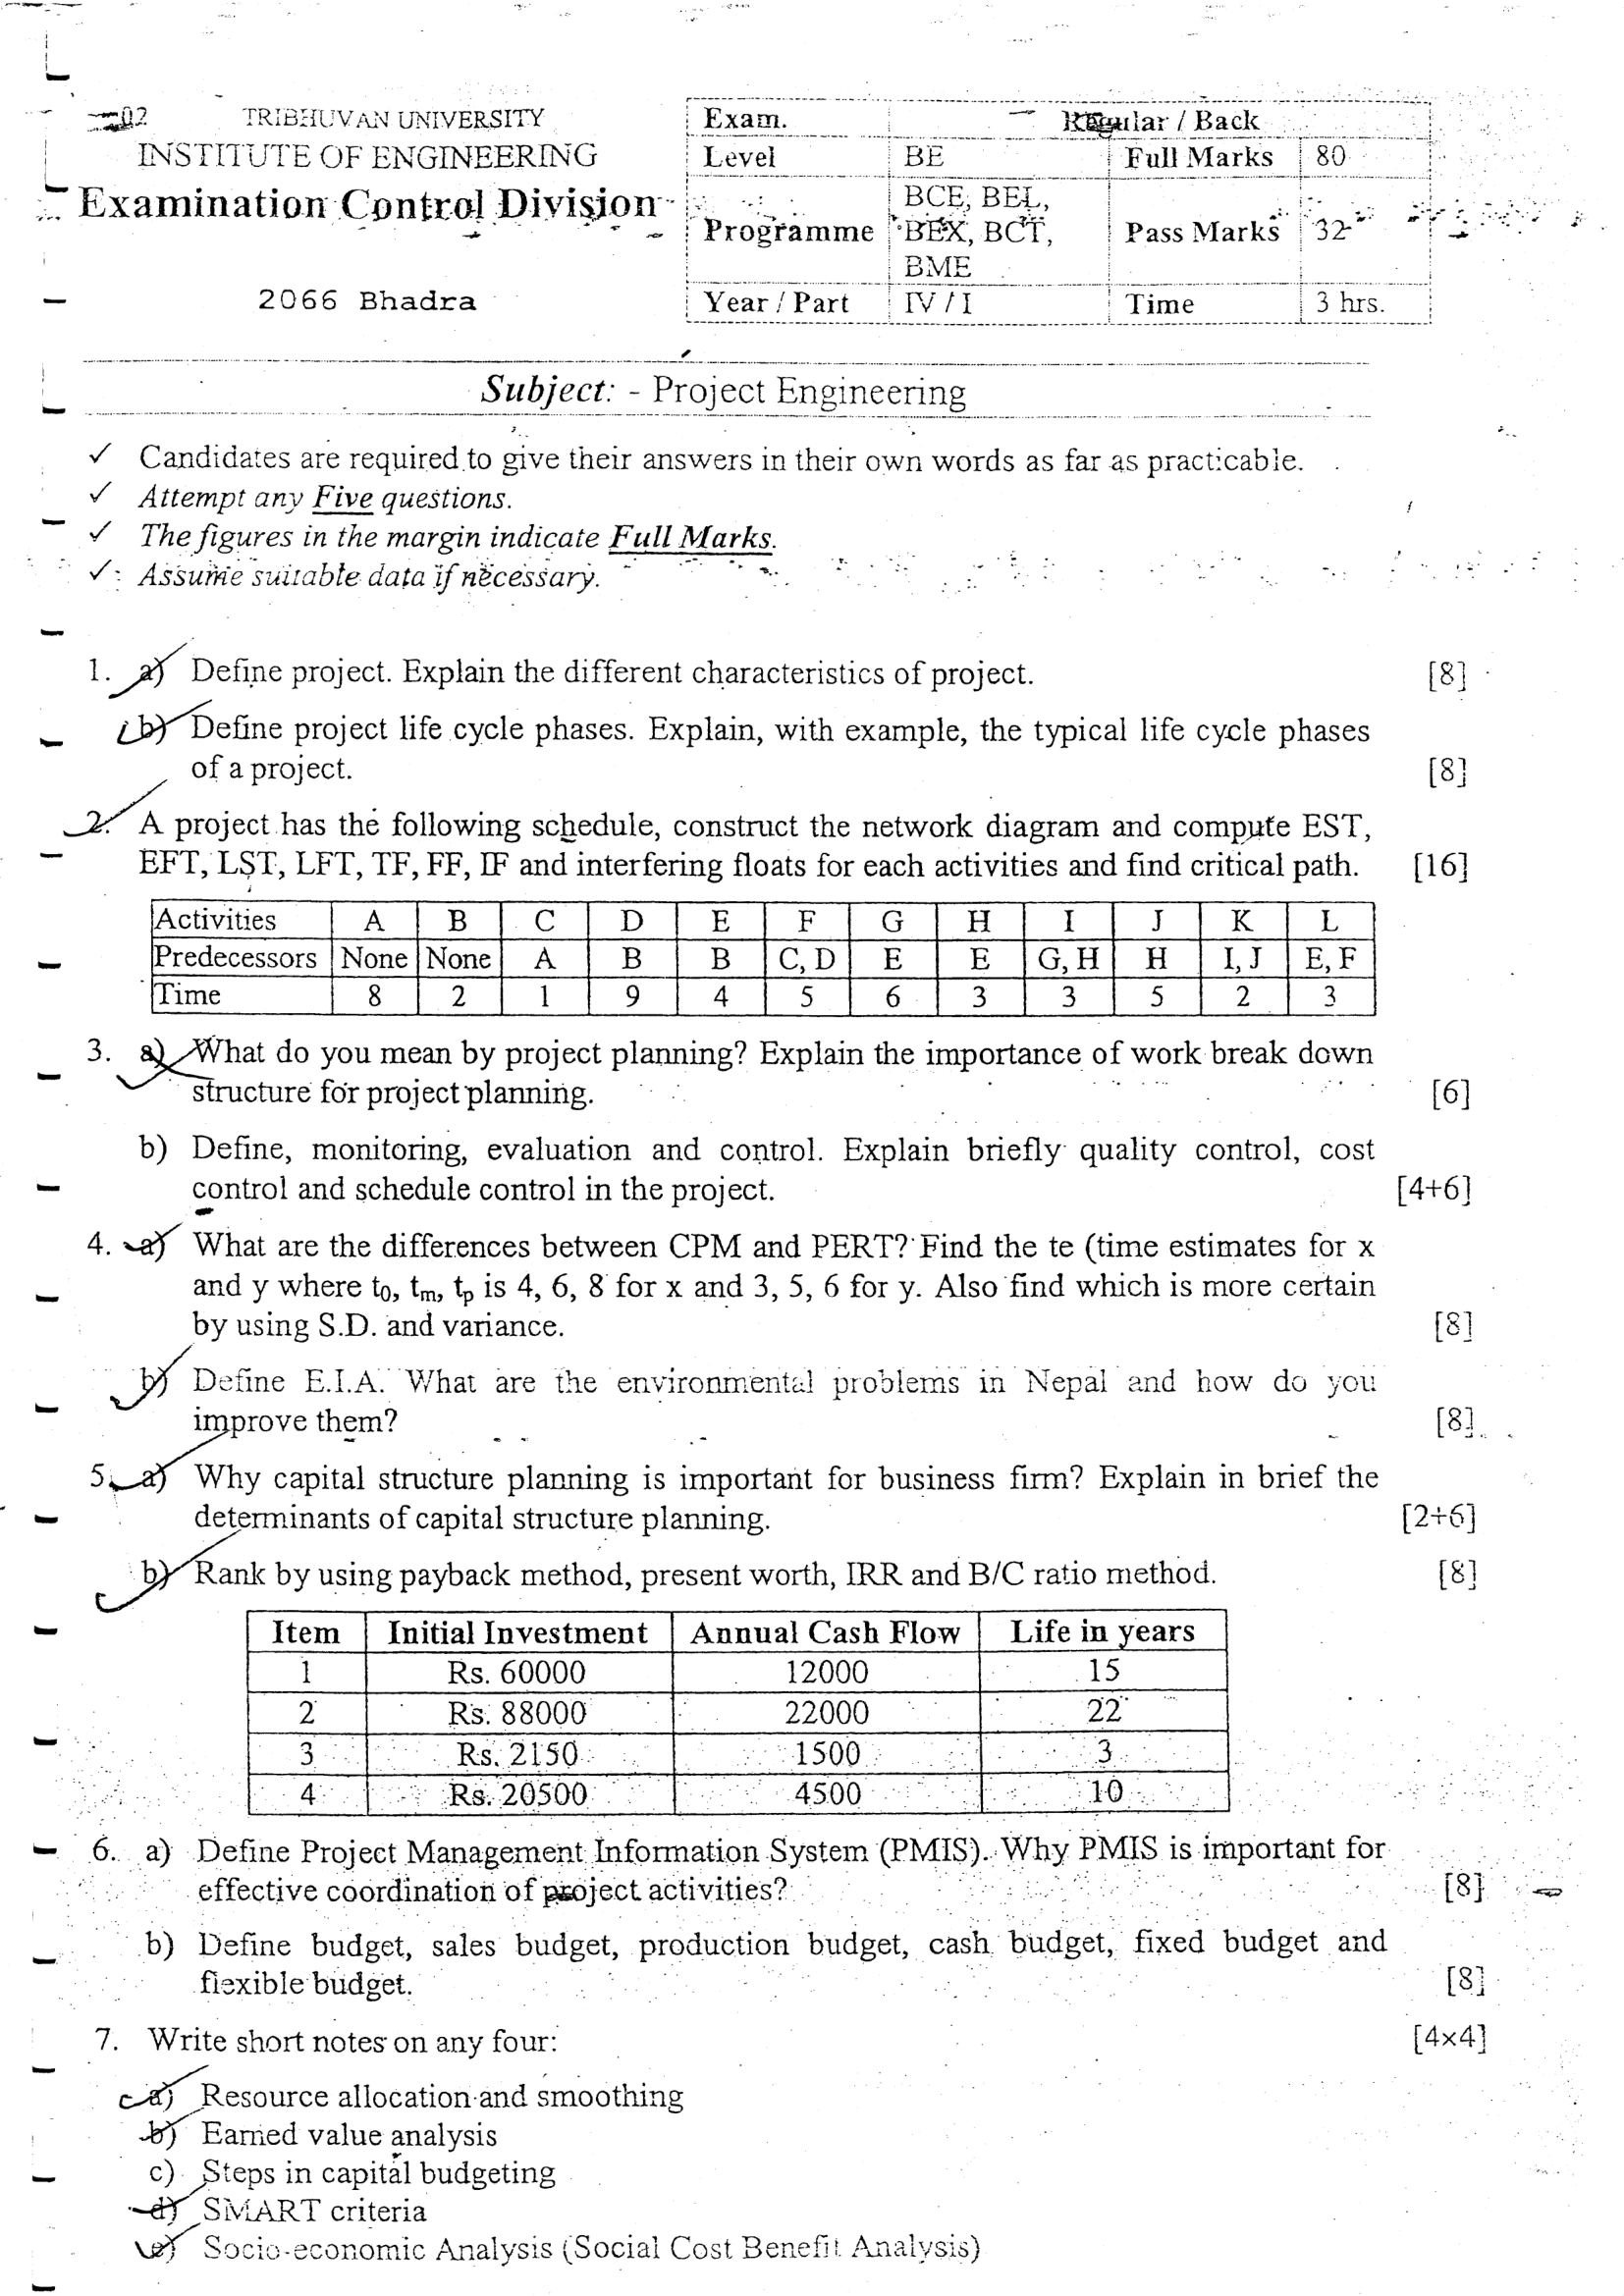 02 TRIBHUVAN UNIVERSITY
INSTITUTE OF ENGINEERING
Examination Control Division
2066 Bhadra
Exam. Regular / Back
Level BE Full Marks 80
Programme BCE, BEL, BEX, BCT, BME Pass Marks 32
Year / Part IV / I Time 3 hrs.
Subject: - Project Engineering
✓ Candidates are required to give their answers in their own words as far as practicable.
✓ Attempt any Five questions.
✓ The figures in the margin indicate Full Marks.
✓ Assume suitable data if necessary.
1. a) Define project. Explain the different characteristics of project. [8]
b) Define project life cycle phases. Explain, with example, the typical life cycle phases
of a project. [8]
2. A project has the following schedule, construct the network diagram and compute EST,
EFT, LST, LFT, TF, FF, IF and interfering floats for each activities and find critical path. [16]
Activities A B C D E F G H I J K L
Predecessors None None A B B C, D E E G, H H I, J E, F
Time 8 2 1 9 4 5 6 3 3 5 2 3
3. a) What do you mean by project planning? Explain the importance of work break down
structure for project planning. [6]
b) Define, monitoring, evaluation and control. Explain briefly quality control, cost
control and schedule control in the project. [4+6]
4. a) What are the differences between CPM and PERT? Find the te (time estimates for x
and y where t0, tm, tp is 4, 6, 8 for x and 3, 5, 6 for y. Also find which is more certain
by using S.D. and variance. [8]
b) Define E.I.A. What are the environmental problems in Nepal and how do you
improve them? [8]
5. a) Why capital structure planning is important for business firm? Explain in brief the
determinants of capital structure planning. [2+6]
b) Rank by using payback method, present worth, IRR and B/C ratio method. [8]
Item Initial Investment Annual Cash Flow Life in years
1 Rs. 60000 12000 15
2 Rs. 88000 22000 22
3 Rs. 2150 1500 3
4 Rs. 20500 4500 10
6. a) Define Project Management Information System (PMIS). Why PMIS is important for
effective coordination of project activities? [8]
b) Define budget, sales budget, production budget, cash budget, fixed budget and
flexible budget. [8]
7. Write short notes on any four: [4×4]
a) Resource allocation and smoothing
b) Earned value analysis
c) Steps in capital budgeting
d) SMART criteria
e) Socio-economic Analysis (Social Cost Benefit Analysis)